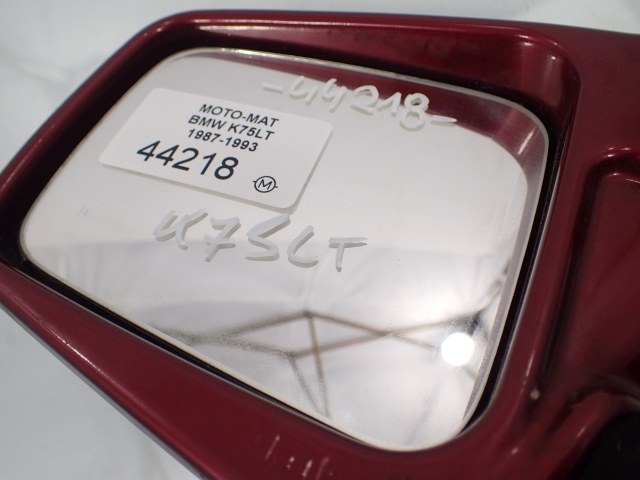 -44218-
MOTO-MAT
BMW K75LT
1987-1993
44218
M
K75LT